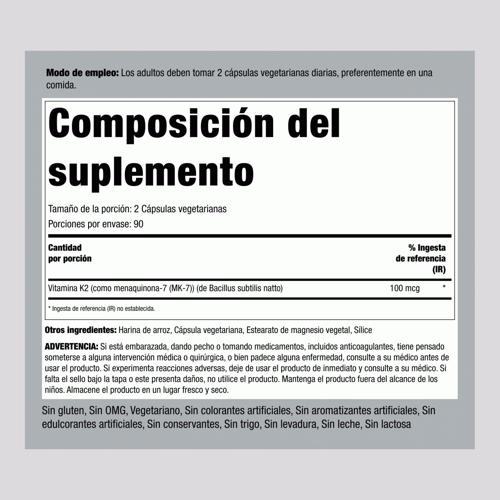 Modo de empleo: Los adultos deben tomar 2 cápsulas vegetarianas diarias, preferentemente en una
comida.
Composición del
suplemento
Tamaño de la porción: 2 Cápsulas vegetarianas
Porciones por envase: 90
Cantidad
por porción
% Ingesta
de referencia
(IR)
Vitamina K2 (como menaquinona-7 (MK-7)) (de Bacillus subtilis natto) 100 mcg *
* Ingesta de referencia (IR) no establecida.
Otros ingredientes: Harina de arroz, Cápsula vegetariana, Estearato de magnesio vegetal, Sílice
ADVERTENCIA: Si está embarazada, dando pecho o tomando medicamentos, incluidos anticoagulantes, tiene pensado
someterse a alguna intervención médica o quirúrgica, o bien padece alguna enfermedad, consulte a su médico antes de
usar el producto. Si experimenta reacciones adversas, deje de usar el producto de inmediato y consulte a su médico. Si
falta el sello bajo la tapa o este presenta daños, no utilice el producto. Mantenga el producto fuera del alcance de los
niños. Almacene el producto en un lugar fresco y seco.
Sin gluten, Sin OMG, Vegetariano, Sin colorantes artificiales, Sin aromatizantes artificiales, Sin
edulcorantes artificiales, Sin conservantes, Sin trigo, Sin levadura, Sin leche, Sin lactosa